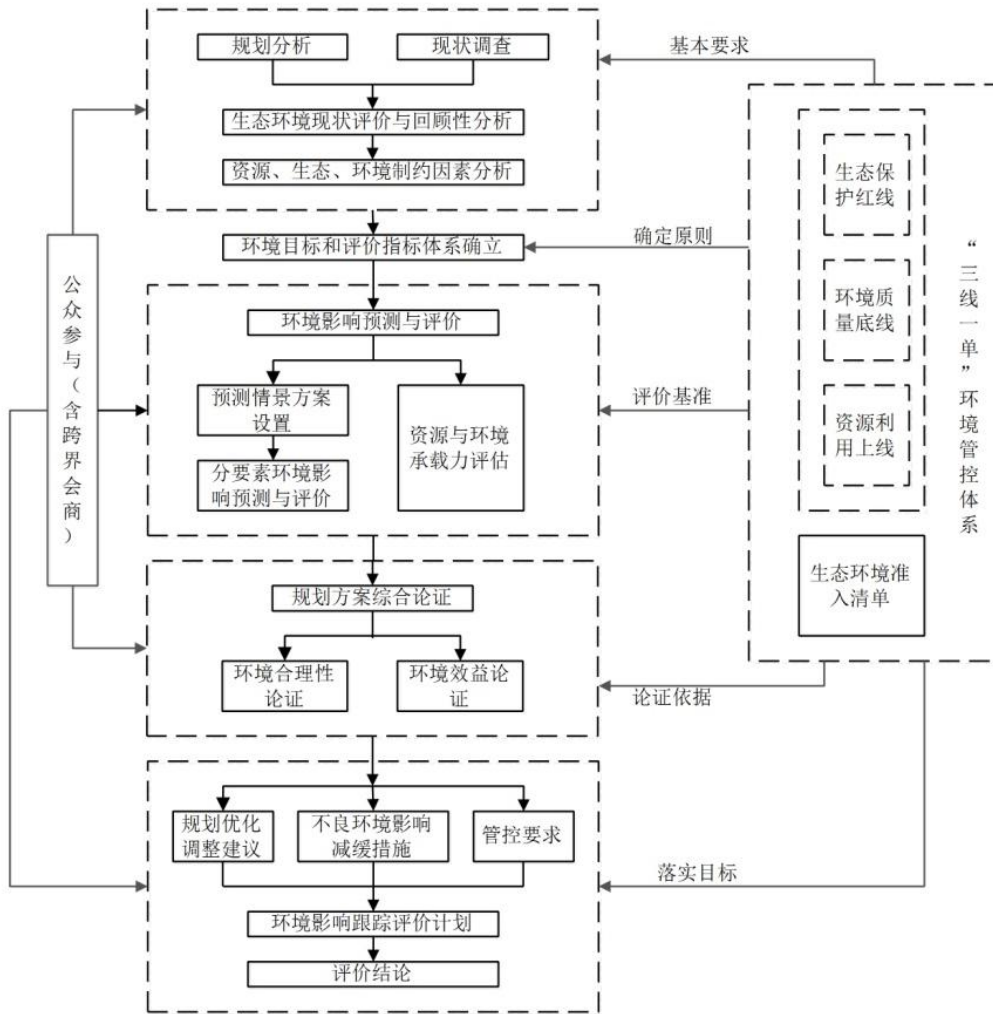 规划分析
现状调查
基本要求
生态环境现状评价与回顾性分析
资源、生态、环境制约因素分析
生态保
护红线
确定原则
环境目标和评价指标体系确立
公众参与(含跨界会商)
“三线一单”环境管控体系
环境质
量底线
环境影响预测与评价
预测情景方案
设置
评价基准
资源与环境
承载力评估
资源利
用上线
分要素环境影
响预测与评价
生态环境准
入清单
规划方案综合论证
环境合理性
论证
环境效益论
证
论证依据
规划优化
调整建议
不良环境影响
减缓措施
管控要求
落实目标
环境影响跟踪评价计划
评价结论